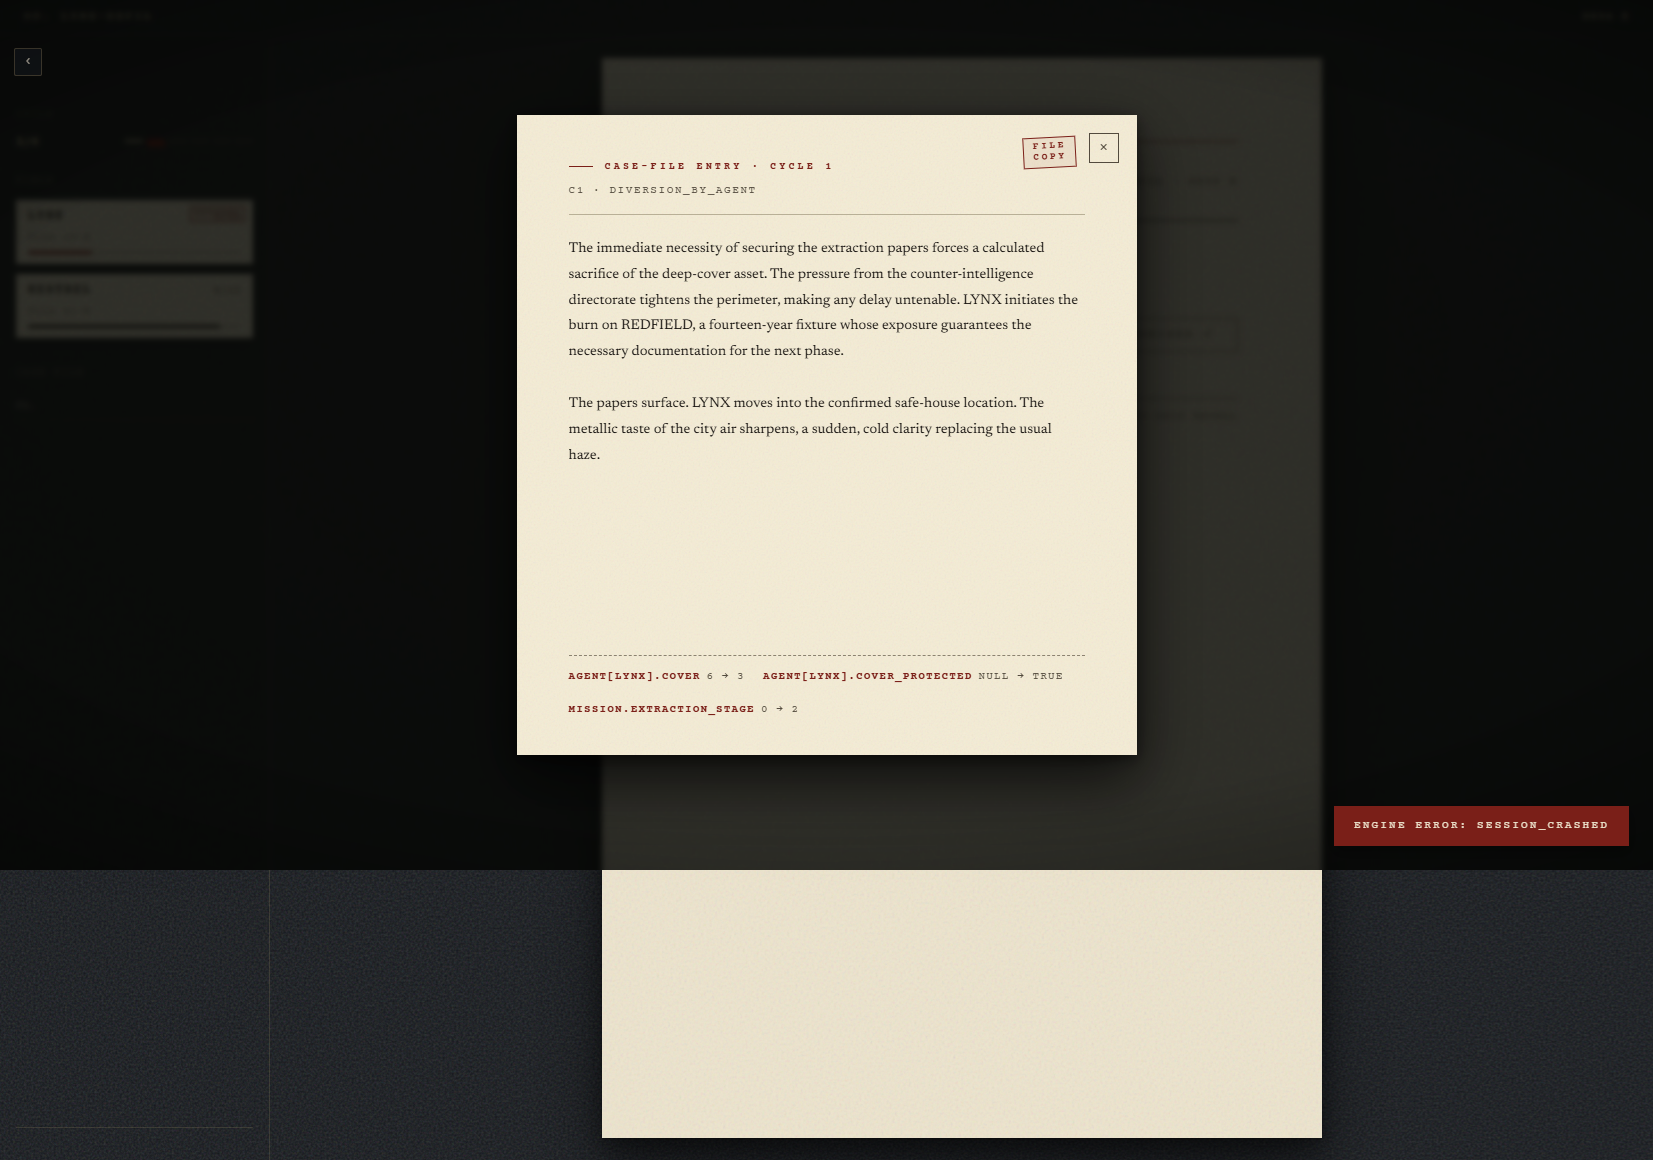 FILE
COPY
×
CASE-FILE ENTRY · CYCLE 1
C1 · DIVERSION_BY_AGENT
The immediate necessity of securing the extraction papers forces a calculated
sacrifice of the deep-cover asset. The pressure from the counter-intelligence
directorate tightens the perimeter, making any delay untenable. LYNX initiates the
burn on REDFIELD, a fourteen-year fixture whose exposure guarantees the
necessary documentation for the next phase.
The papers surface. LYNX moves into the confirmed safe-house location. The
metallic taste of the city air sharpens, a sudden, cold clarity replacing the usual
haze.
AGENT[LYNX].COVER 6 → 3 AGENT[LYNX].COVER_PROTECTED NULL → TRUE
MISSION.EXTRACTION_STAGE 0 → 2
ENGINE ERROR: SESSION_CRASHED